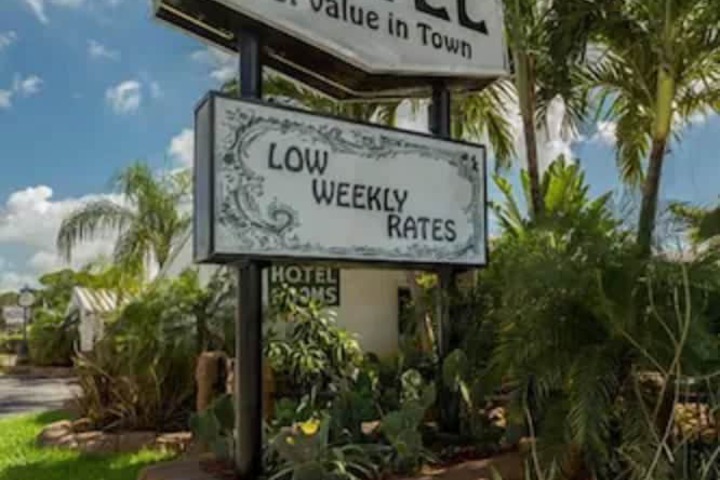 Value in Town
LOW
WEEKLY
RATES
HOTEL
ROOMS